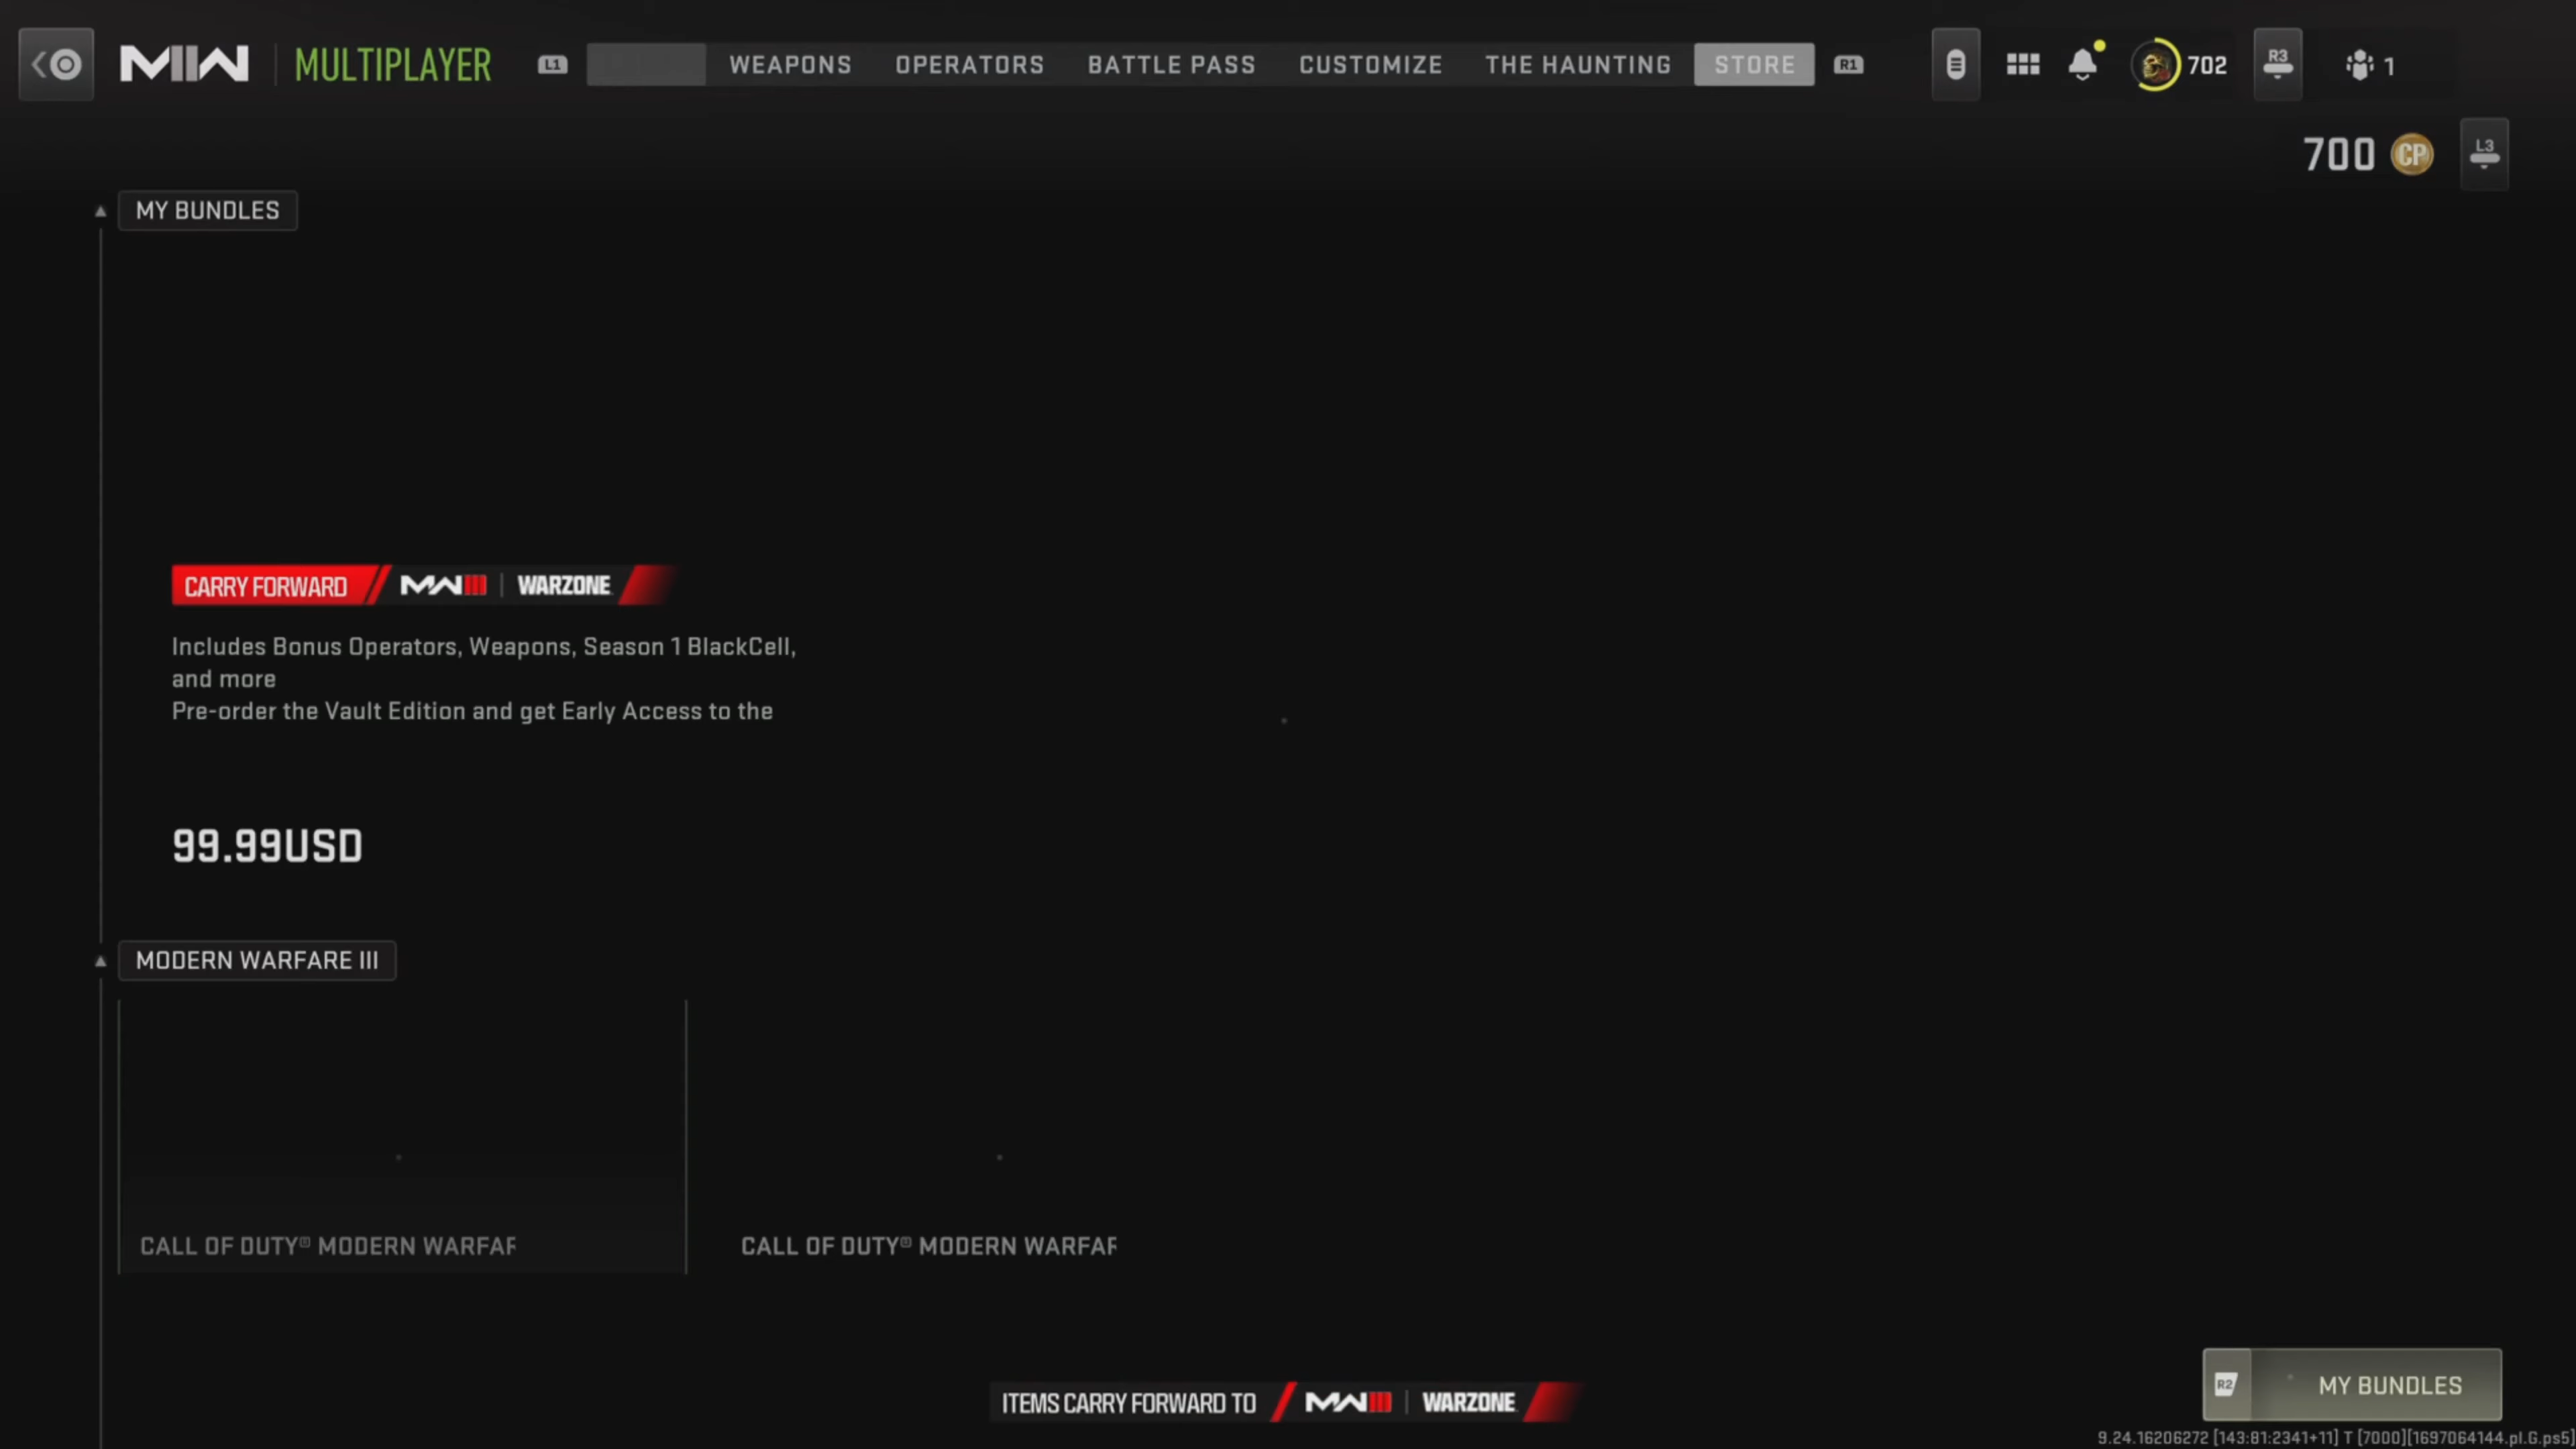 MWII MULTIPLAYER L1 WEAPONS OPERATORS BATTLE PASS CUSTOMIZE THE HAUNTING STORE R1 702 R3 1
700 CP L3
MY BUNDLES
CARRY FORWARD MWIII WARZONE
Includes Bonus Operators, Weapons, Season 1 BlackCell,
and more
Pre-order the Vault Edition and get Early Access to the
99.99USD
MODERN WARFARE III
CALL OF DUTY® MODERN WARFAR
CALL OF DUTY® MODERN WARFAR
ITEMS CARRY FORWARD TO MWIII WARZONE
R2 MY BUNDLES
9.24.16206272 [143:81:2341+11] T [7000][1697064144.pl.G.ps5]